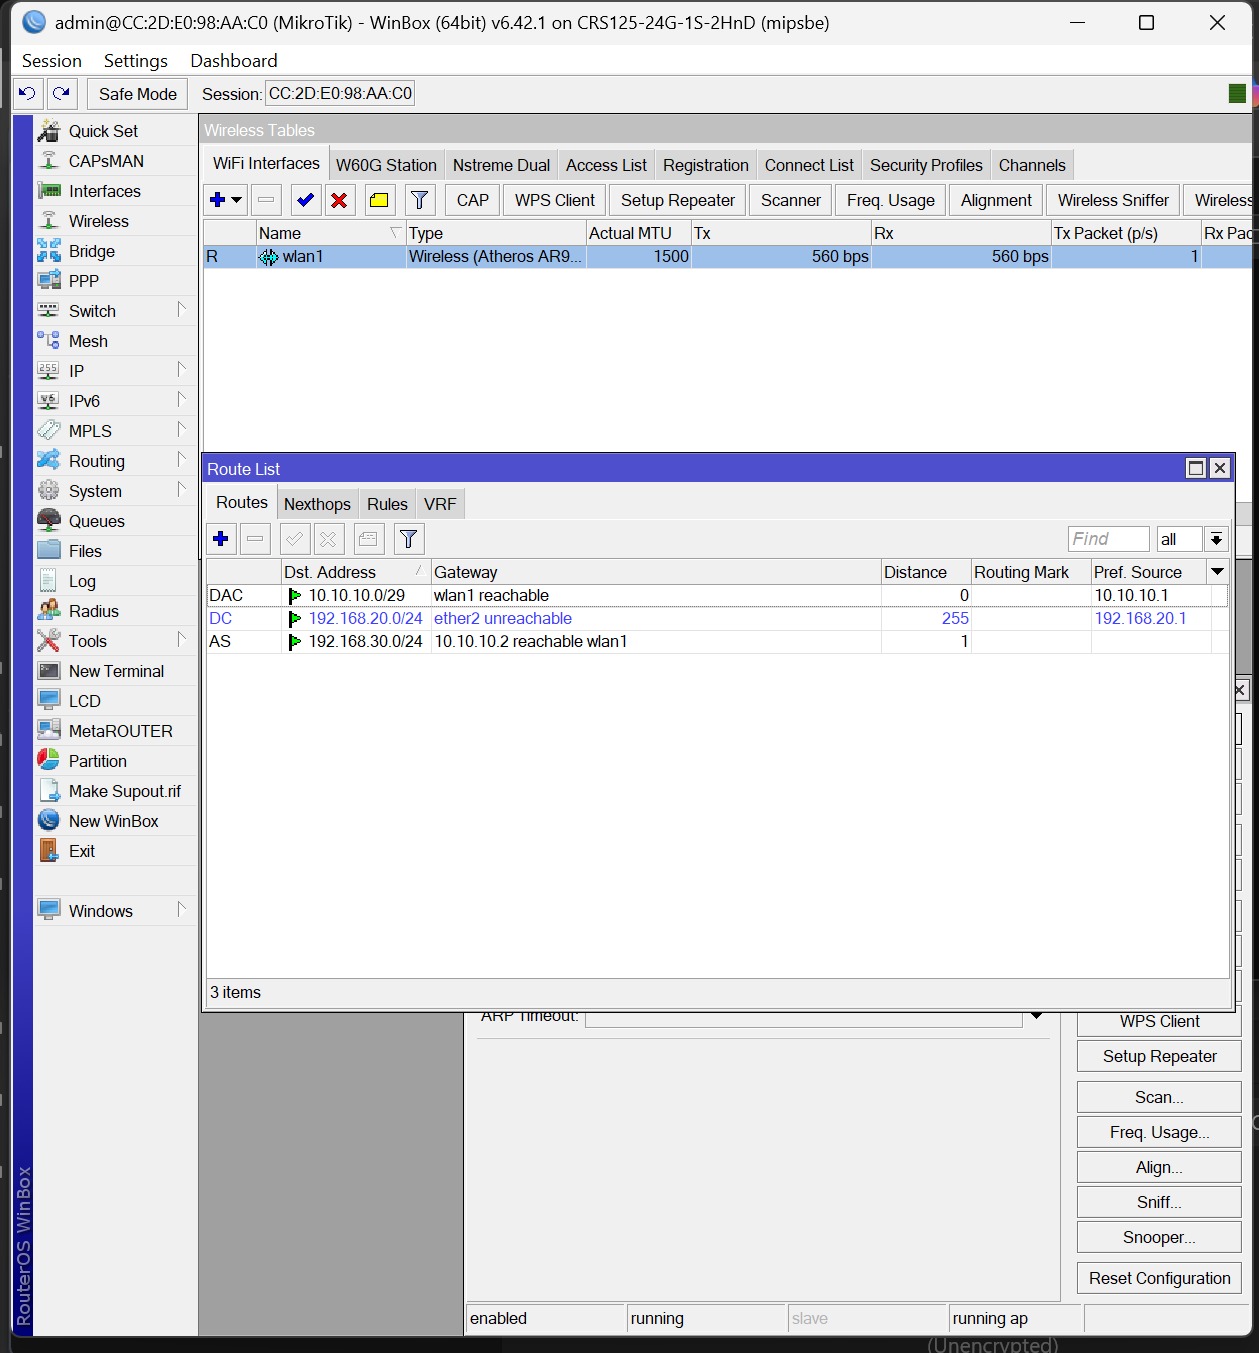 admin@CC:2D:E0:98:AA:C0 (MikroTik) - WinBox (64bit) v6.42.1 on CRS125-24G-1S-2HnD (mipsbe)
Session Settings Dashboard
Safe Mode Session: CC:2D:E0:98:AA:C0
Quick Set
CAPsMAN
Interfaces
Wireless
Bridge
PPP
Switch
Mesh
IP
IPv6
MPLS
Routing
System
Queues
Files
Log
Radius
Tools
New Terminal
LCD
MetaROUTER
Partition
Make Supout.rif
New WinBox
Exit
Windows
RouterOS WinBox
Wireless Tables
WiFi Interfaces W60G Station Nstreme Dual Access List Registration Connect List Security Profiles Channels
CAP WPS Client Setup Repeater Scanner Freq. Usage Alignment Wireless Sniffer Wireless
Name Type Actual MTU Tx Rx Tx Packet (p/s) Rx Pac
R wlan1 Wireless (Atheros AR9... 1500 560 bps 560 bps 1
Route List
Routes Nexthops Rules VRF
Find all
Dst. Address Gateway Distance Routing Mark Pref. Source
DAC 10.10.10.0/29 wlan1 reachable 0 10.10.10.1
DC 192.168.20.0/24 ether2 unreachable 255 192.168.20.1
AS 192.168.30.0/24 10.10.10.2 reachable wlan1 1
3 items
ARP Timeout:
WPS Client
Setup Repeater
Scan...
Freq. Usage...
Align...
Sniff...
Snooper...
Reset Configuration
enabled running slave running ap
(Unencrypted)